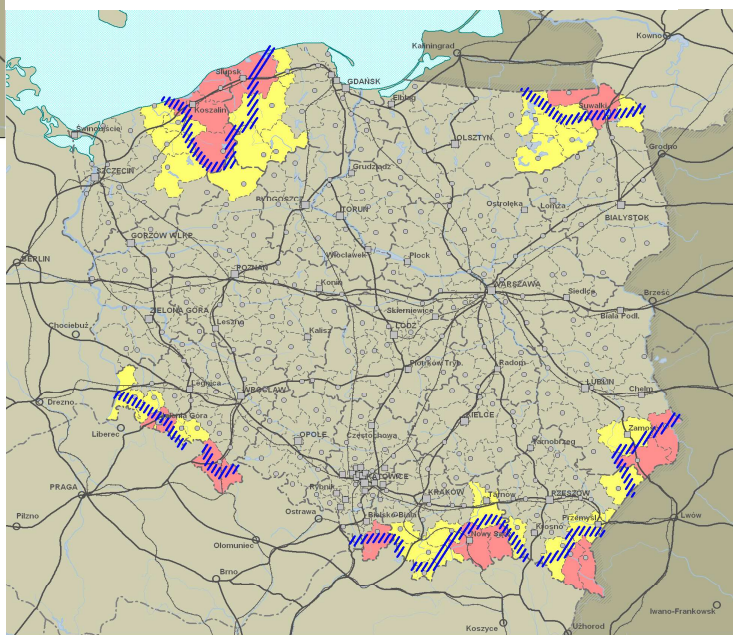 Kowno
Kaliningrad
Słupsk
GDAŃSK
Elbląg
Koszalin
Suwałki
Świnoujście
OLSZTYN
Grodno
SZCZECIN
Grudziądz
BYDGOSZCZ
TORUŃ
Ostrołęka
Łomża
BIAŁYSTOK
GORZÓW WLKP.
Włocławek
Płock
BERLIN
POZNAŃ
Konin
WARSZAWA
Siedlce
Brześć
Skierniewice
Biała Podl.
ZIELONA GÓRA
Chociebuż
Leszno
Kalisz
ŁÓDŹ
Piotrków Tryb.
Radom
Legnica
WROCŁAW
LUBLIN
Chełm
Drezno
Jelenia Góra
Liberec
KIELCE
Zamość
OPOLE
Częstochowa
Tarnobrzeg
PRAGA
KATOWICE
Rybnik
KRAKÓW
Tarnów
RZESZÓW
Pilzno
Ostrawa
Bielsko-Biała
Przemyśl
Lwów
Krosno
Ołomuniec
Nowy Sącz
Brno
Iwano-Frankowsk
Koszyce
Użhorod